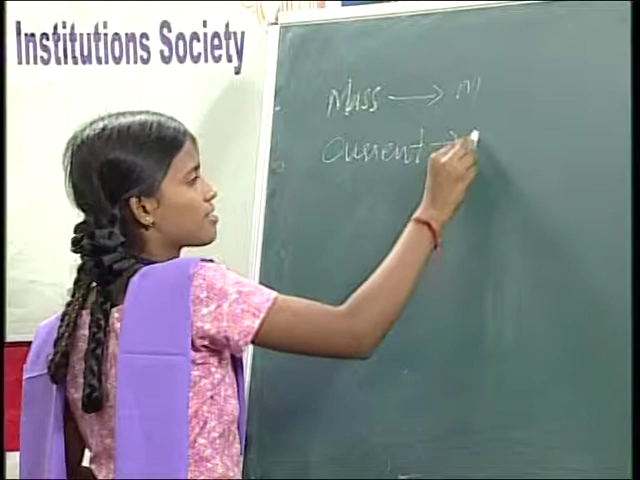 Institutions Society,
Mass → M
Current →